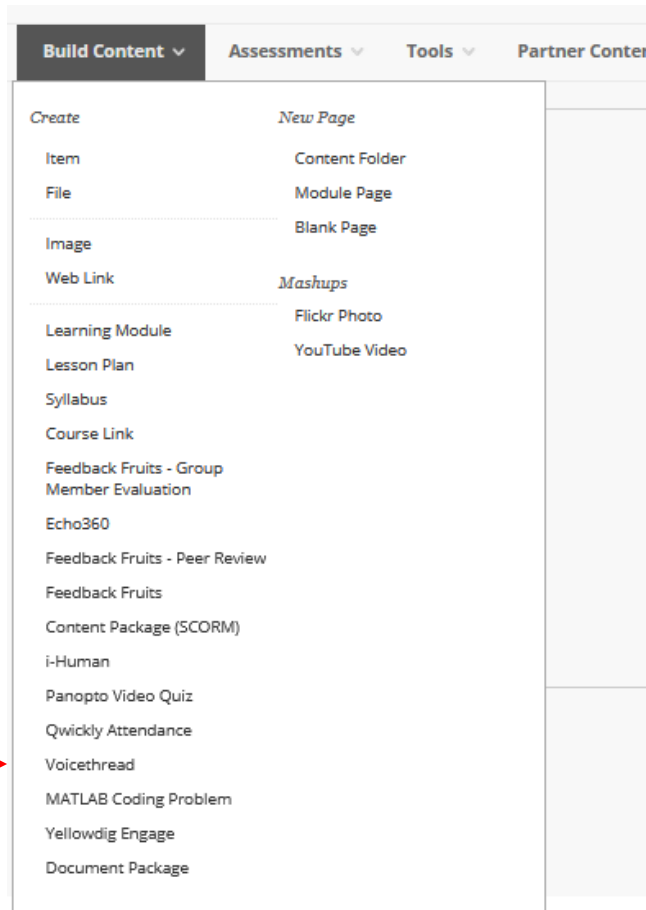 Build Content Assessments Tools Partner Conten
Create
Item
File
Image
Web Link
Learning Module
Lesson Plan
Syllabus
Course Link
Feedback Fruits - Group
Member Evaluation
Echo360
Feedback Fruits - Peer Review
Feedback Fruits
Content Package (SCORM)
i-Human
Panopto Video Quiz
Qwickly Attendance
Voicethread
MATLAB Coding Problem
Yellowdig Engage
Document Package
New Page
Content Folder
Module Page
Blank Page
Mashups
Flickr Photo
YouTube Video